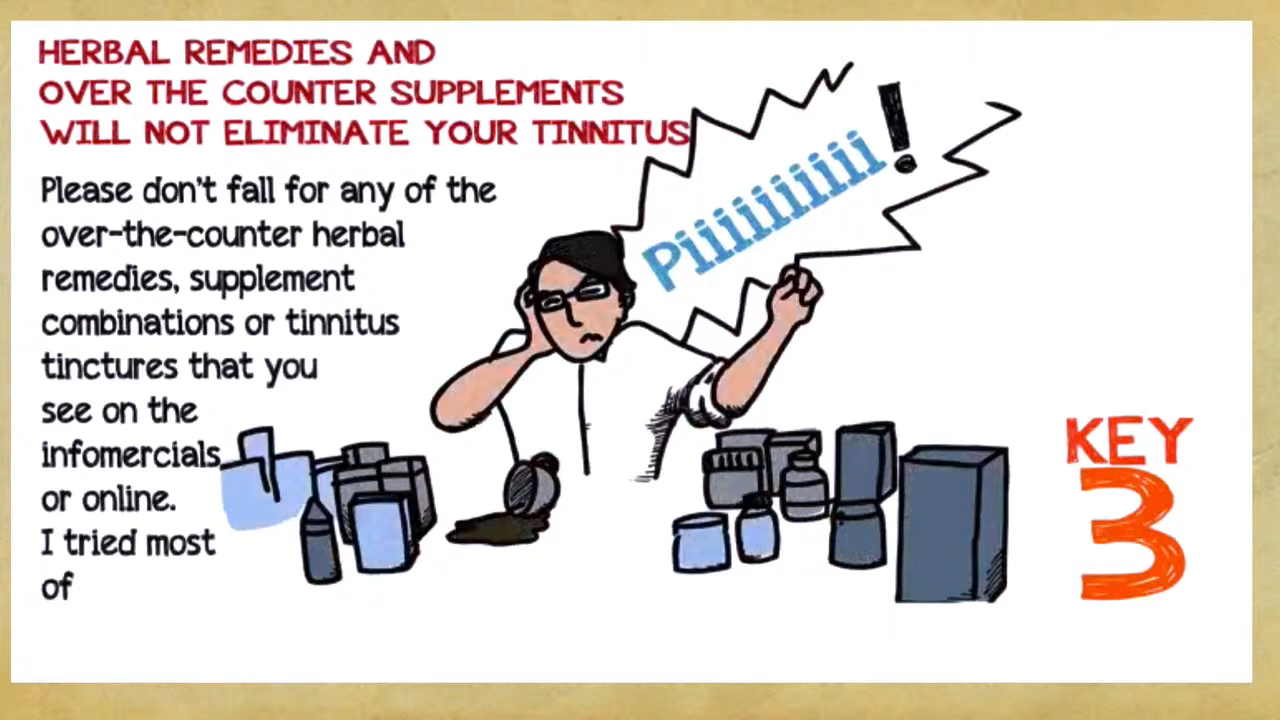 HERBAL REMEDIES AND
OVER THE COUNTER SUPPLEMENTS
WILL NOT ELIMINATE YOUR TINNITUS
Please don't fall for any of the
over-the-counter herbal
remedies, supplement
combinations or tinnitus
tinctures that you
see on the
infomercials
or online.
I tried most
of
Piiiiiiiiii!
KEY
3